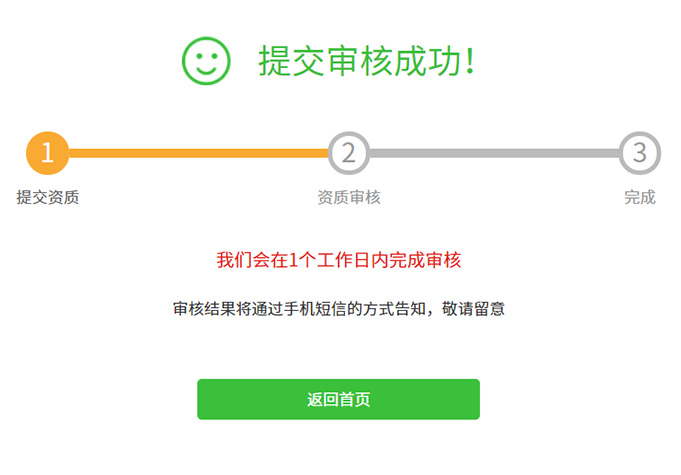 提交审核成功！
1
2
3
提交资质
资质审核
完成
我们会在1个工作日内完成审核
审核结果将通过手机短信的方式告知，敬请留意
返回首页